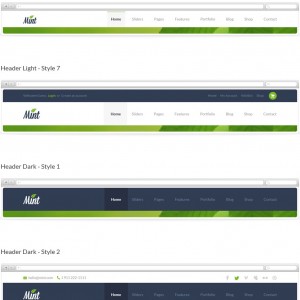 Mint
Home Sliders Pages Features Portfolio Blog Shop Contact
Header Light - Style 7
Mint
Home Sliders Pages Features Portfolio Blog Shop Contact
Header Dark - Style 1
Mint
Home Sliders Pages Features Portfolio Blog Shop Contact
Header Dark - Style 2
Mint
Home Sliders Pages Features Portfolio Blog Shop Contact